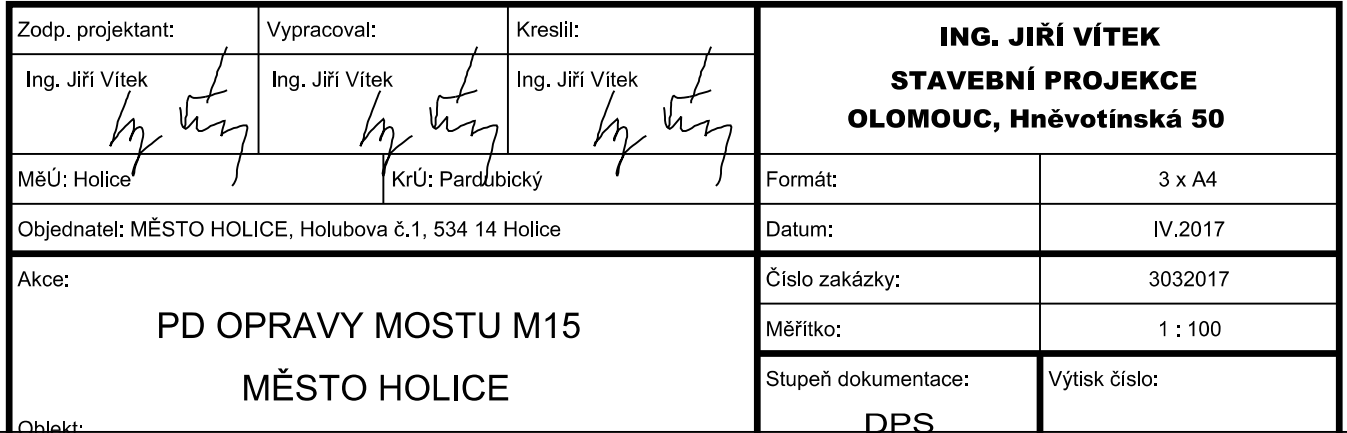 Zodp. projektant: Vypracoval: Kreslil:
Ing. Jiří Vítek Ing. Jiří Vítek Ing. Jiří Vítek
ING. JIŘÍ VÍTEK
STAVEBNÍ PROJEKCE
OLOMOUC, Hněvotínská 50
MěÚ: Holice KrÚ: Pardubický
Formát: 3 x A4
Objednatel: MĚSTO HOLICE, Holubova č.1, 534 14 Holice
Datum: IV.2017
Akce:
PD OPRAVY MOSTU M15
MĚSTO HOLICE
Číslo zakázky: 3032017
Měřítko: 1 : 100
Stupeň dokumentace: Výtisk číslo:
DPS
Objekt: